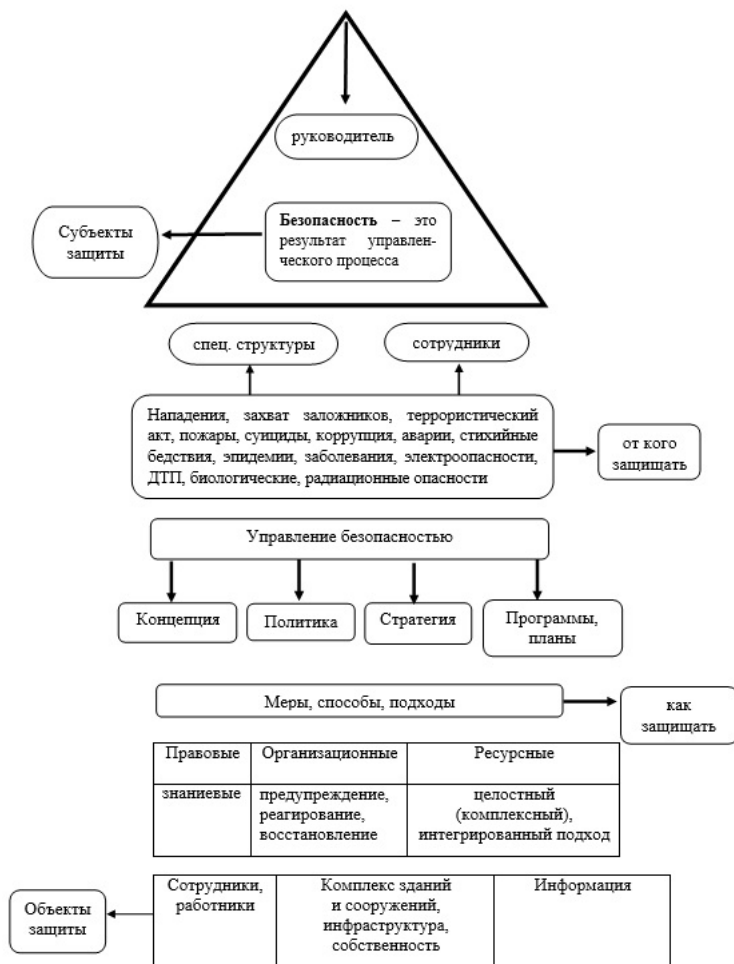 руководитель
Безопасность – это
результат управлен-
ческого процесса
Субъекты
защиты
спец. структуры
сотрудники
Нападения, захват заложников, террористический
акт, пожары, суициды, коррупция, аварии, стихийные
бедствия, эпидемии, заболевания, электроопасности,
ДТП, биологические, радиационные опасности
от кого
защищать
Управление безопасностью
Концепция
Политика
Стратегия
Программы,
планы
Меры, способы, подходы
как
защищать
Правовые
Организационные
Ресурсные
знаниевые
предупреждение,
реагирование,
восстановление
целостный
(комплексный),
интегрированный подход
Объекты
защиты
Сотрудники,
работники
Комплекс зданий
и сооружений,
инфраструктура,
собственность
Информация